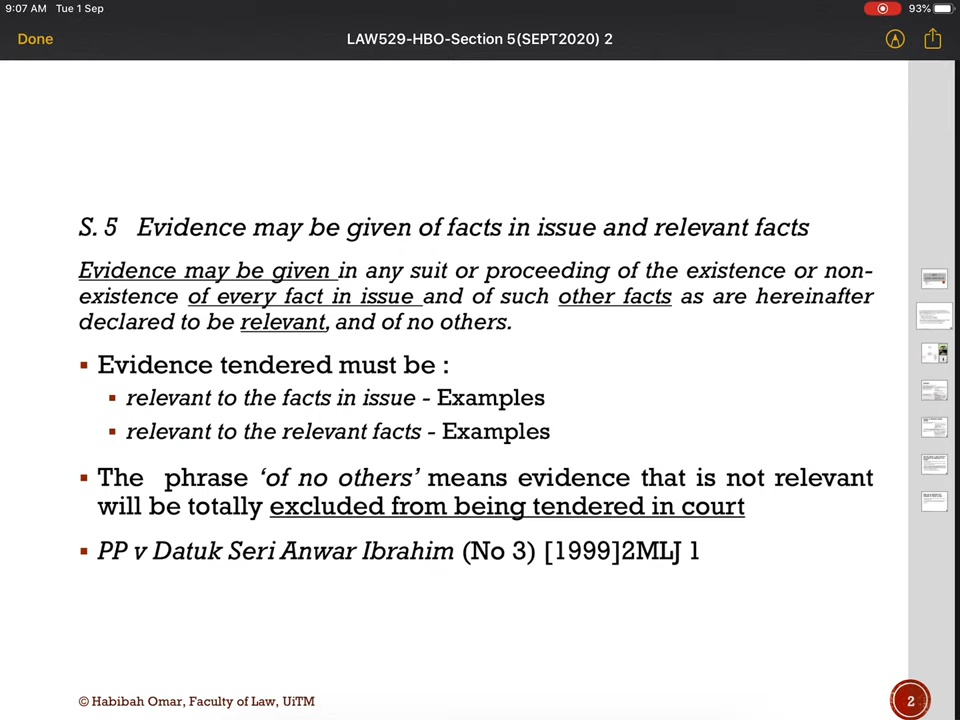 9:07 AM Tue 1 Sep
93%
Done
LAW529-HBO-Section 5(SEPT2020) 2
S. 5 Evidence may be given of facts in issue and relevant facts
Evidence may be given in any suit or proceeding of the existence or non-
existence of every fact in issue and of such other facts as are hereinafter
declared to be relevant, and of no others.
Evidence tendered must be :
relevant to the facts in issue - Examples
relevant to the relevant facts - Examples
The phrase ‘of no others’ means evidence that is not relevant
will be totally excluded from being tendered in court
PP v Datuk Seri Anwar Ibrahim (No 3) [1999]2MLJ 1
© Habibah Omar, Faculty of Law, UiTM
2